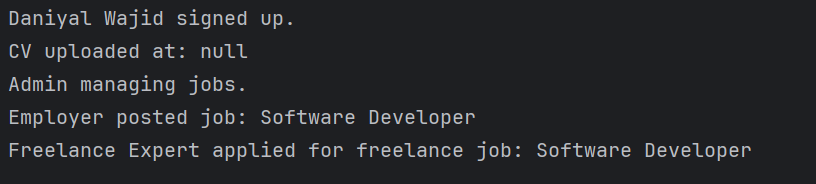 Daniyal Wajid signed up.
CV uploaded at: null
Admin managing jobs.
Employer posted job: Software Developer
Freelance Expert applied for freelance job: Software Developer